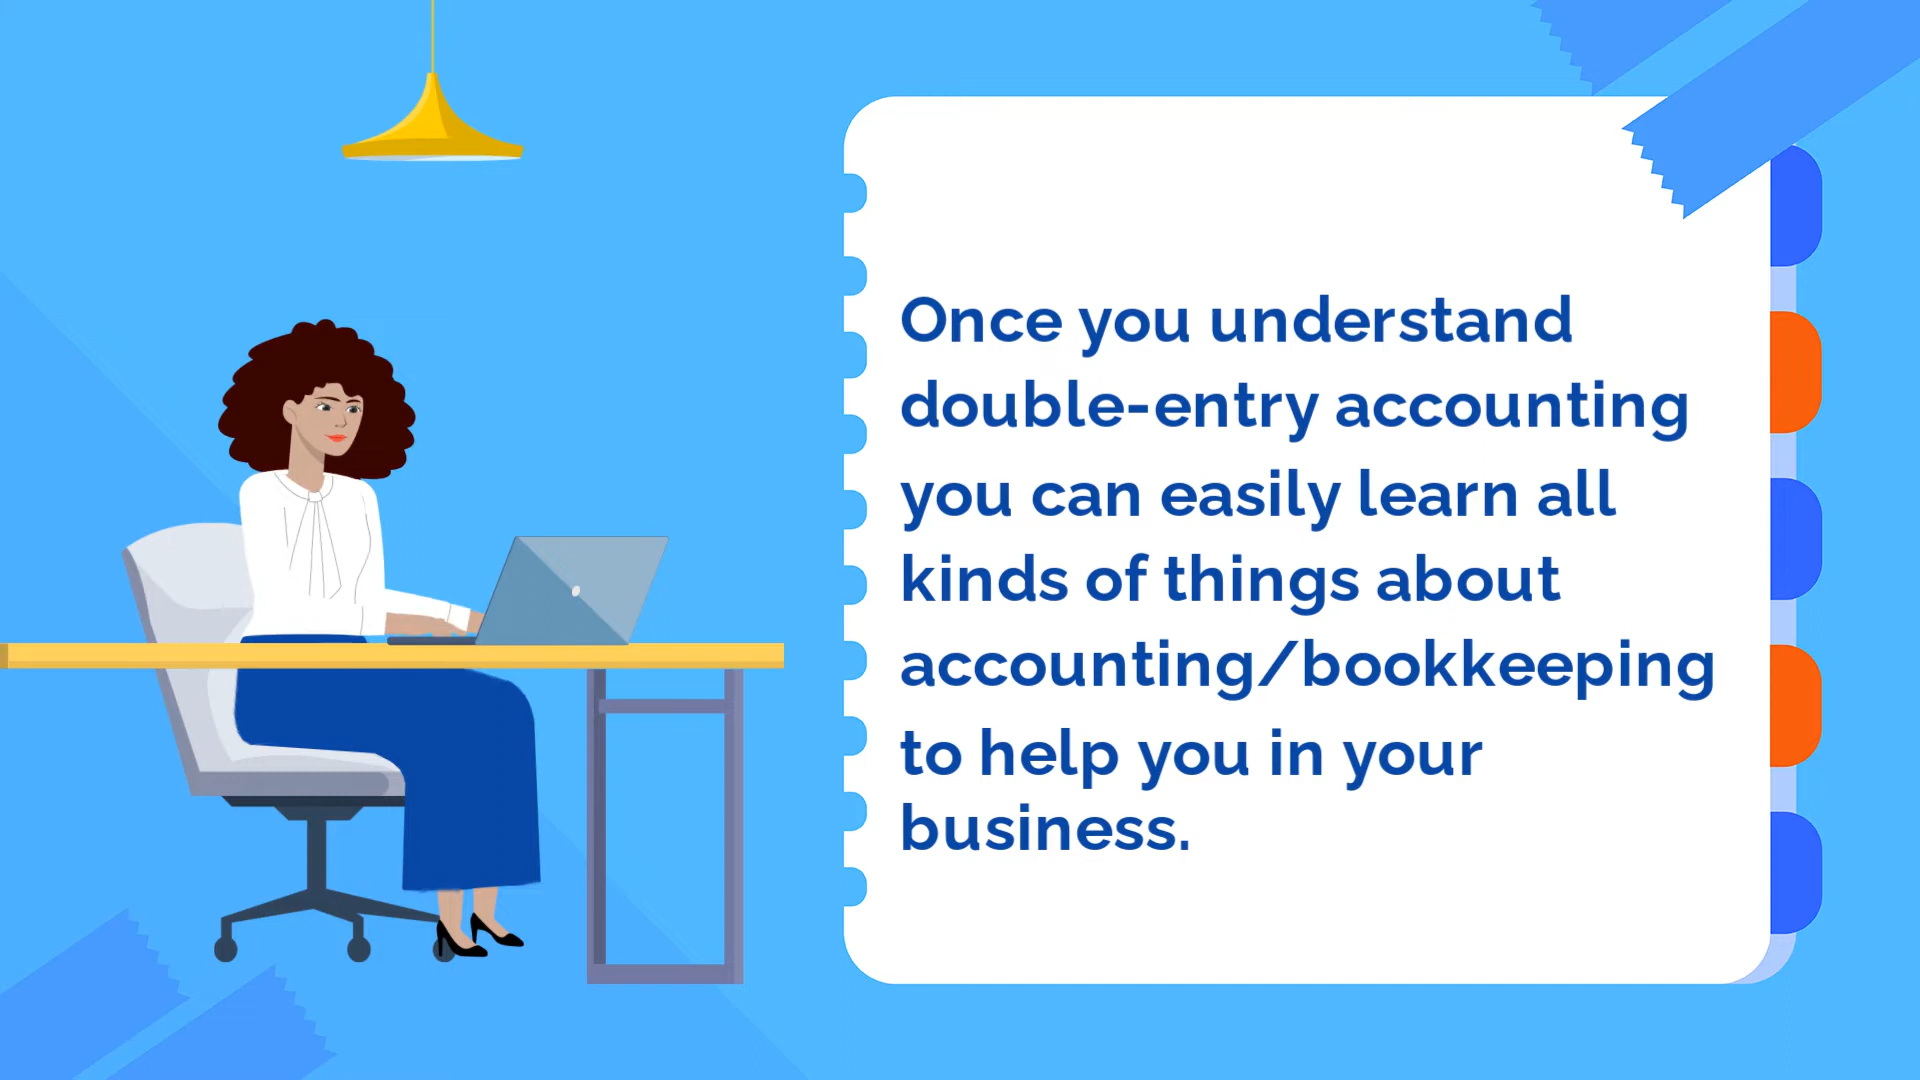 Once you understand
double-entry accounting
you can easily learn all
kinds of things about
accounting/bookkeeping
to help you in your
business.